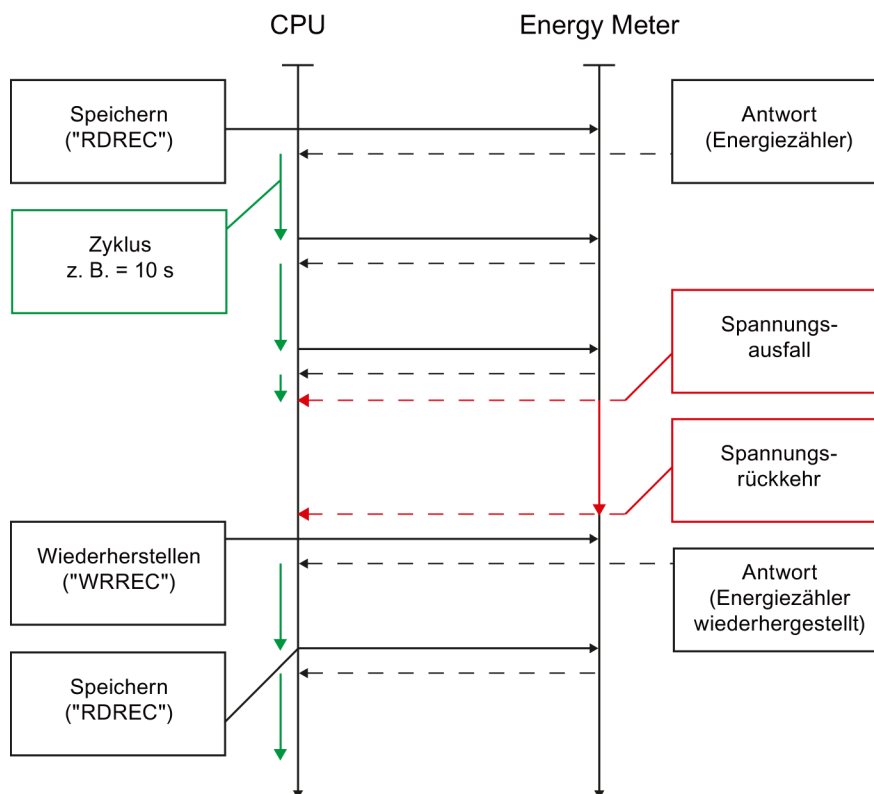 CPU
Energy Meter
Speichern
("RDREC")
Antwort
(Energiezähler)
Zyklus
z. B. = 10 s
Spannungs-
ausfall
Spannungs-
rückkehr
Wiederherstellen
("WRREC")
Antwort
(Energiezähler
wiederhergestellt)
Speichern
("RDREC")